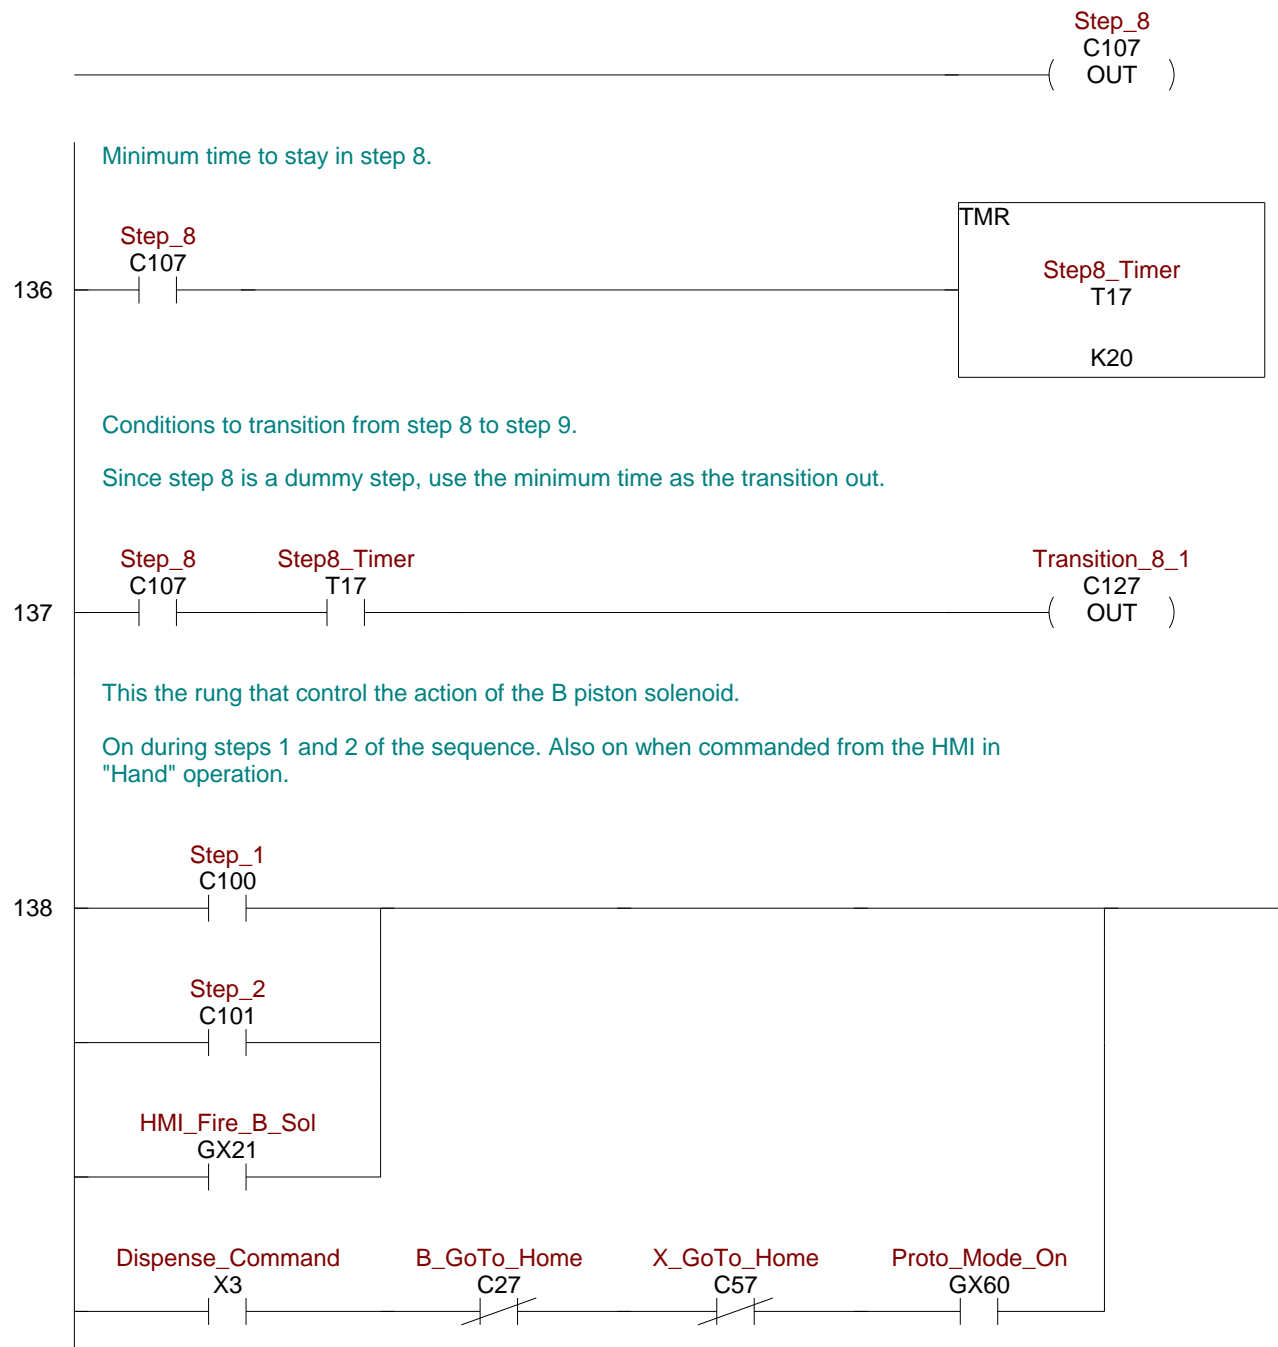 Step_8
C107
OUT
Minimum time to stay in step 8.
TMR
Step_8
C107
Step8_Timer
T17
136
K20
Conditions to transition from step 8 to step 9.
Since step 8 is a dummy step, use the minimum time as the transition out.
Step_8 Step8_Timer Transition_8_1
C107 T17 C127
137 OUT
This the rung that control the action of the B piston solenoid.
On during steps 1 and 2 of the sequence. Also on when commanded from the HMI in
"Hand" operation.
Step_1
C100
138
Step_2
C101
HMI_Fire_B_Sol
GX21
Dispense_Command B_GoTo_Home X_GoTo_Home Proto_Mode_On
X3 C27 C57 GX60